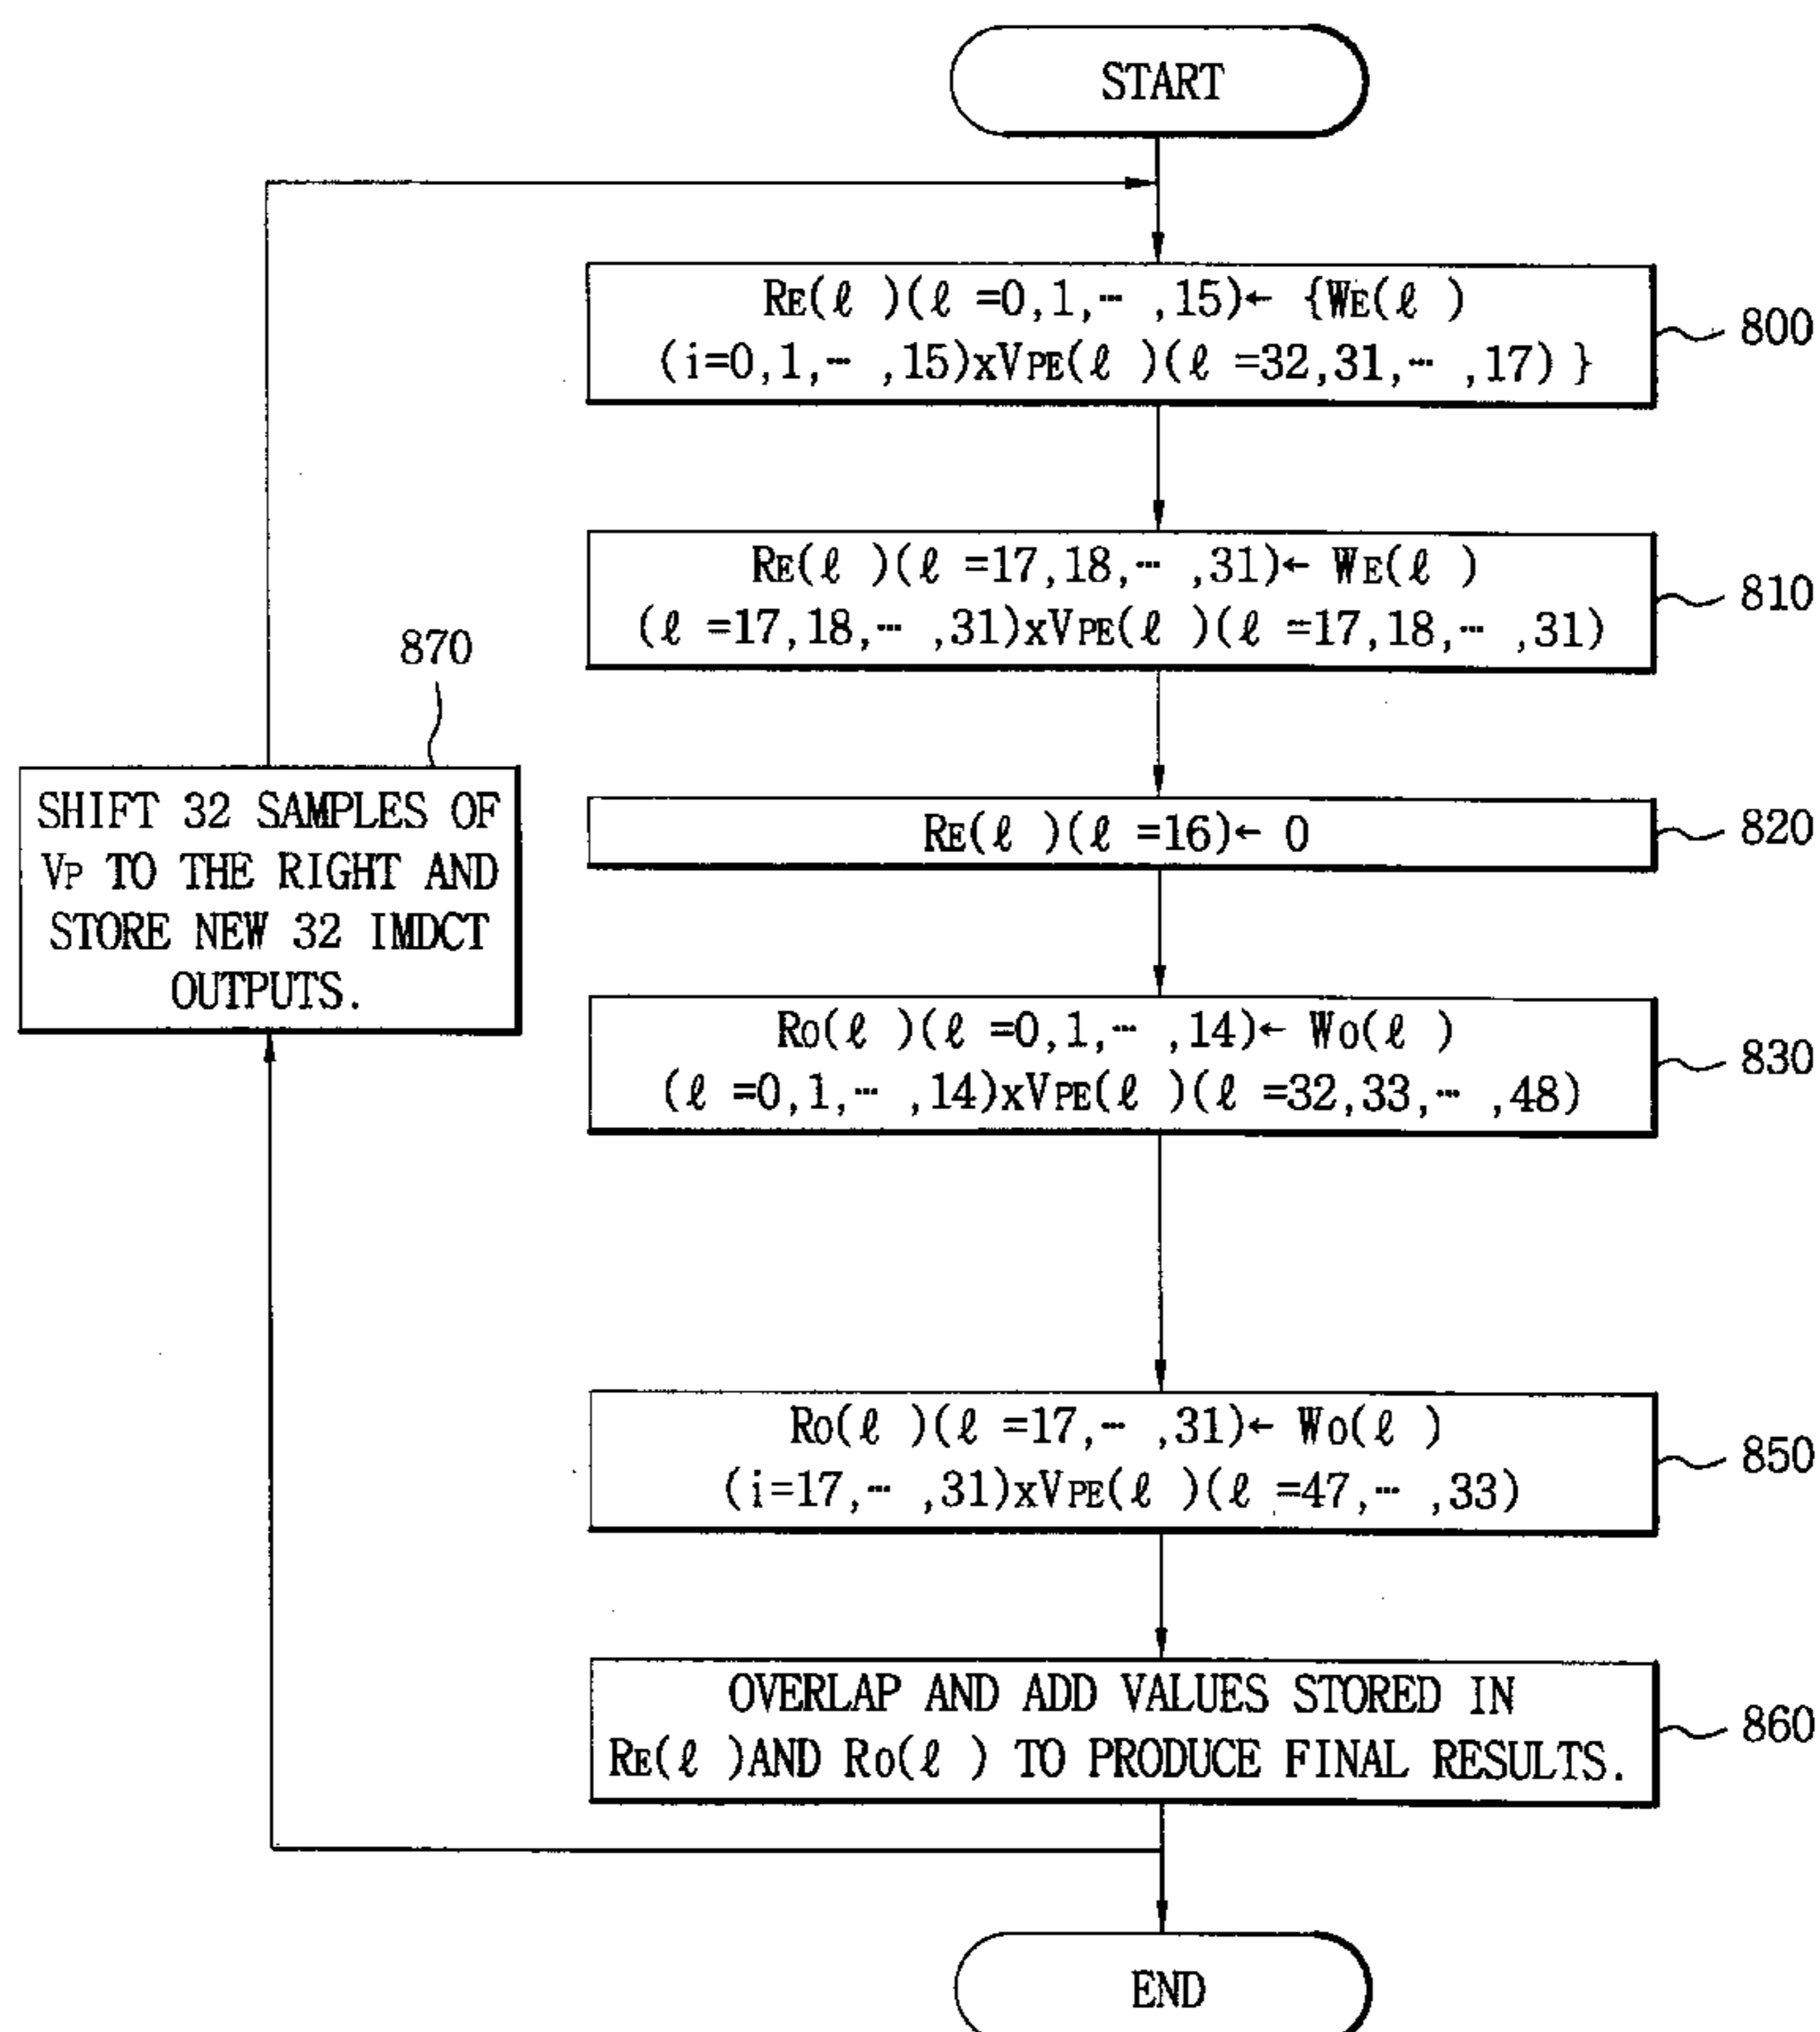 START
RE(ℓ )(ℓ =0,1,… ,15)← {WE(ℓ )
(i=0,1,… ,15)xVPE(ℓ )(ℓ =32,31,… ,17) }
800
RE(ℓ )(ℓ =17,18,… ,31)← WE(ℓ )
(ℓ =17,18,… ,31)xVPE(ℓ )(ℓ =17,18,… ,31)
810
870
SHIFT 32 SAMPLES OF
VP TO THE RIGHT AND
STORE NEW 32 IMDCT
OUTPUTS.
RE(ℓ )(ℓ =16)← 0
820
RO(ℓ )(ℓ =0,1,… ,14)← WO(ℓ )
(ℓ =0,1,… ,14)xVPE(ℓ )(ℓ =32,33,… ,48)
830
RO(ℓ )(ℓ =17,… ,31)← WO(ℓ )
(i=17,… ,31)xVPE(ℓ )(ℓ =47,… ,33)
850
OVERLAP AND ADD VALUES STORED IN
RE(ℓ )AND RO(ℓ ) TO PRODUCE FINAL RESULTS.
860
END